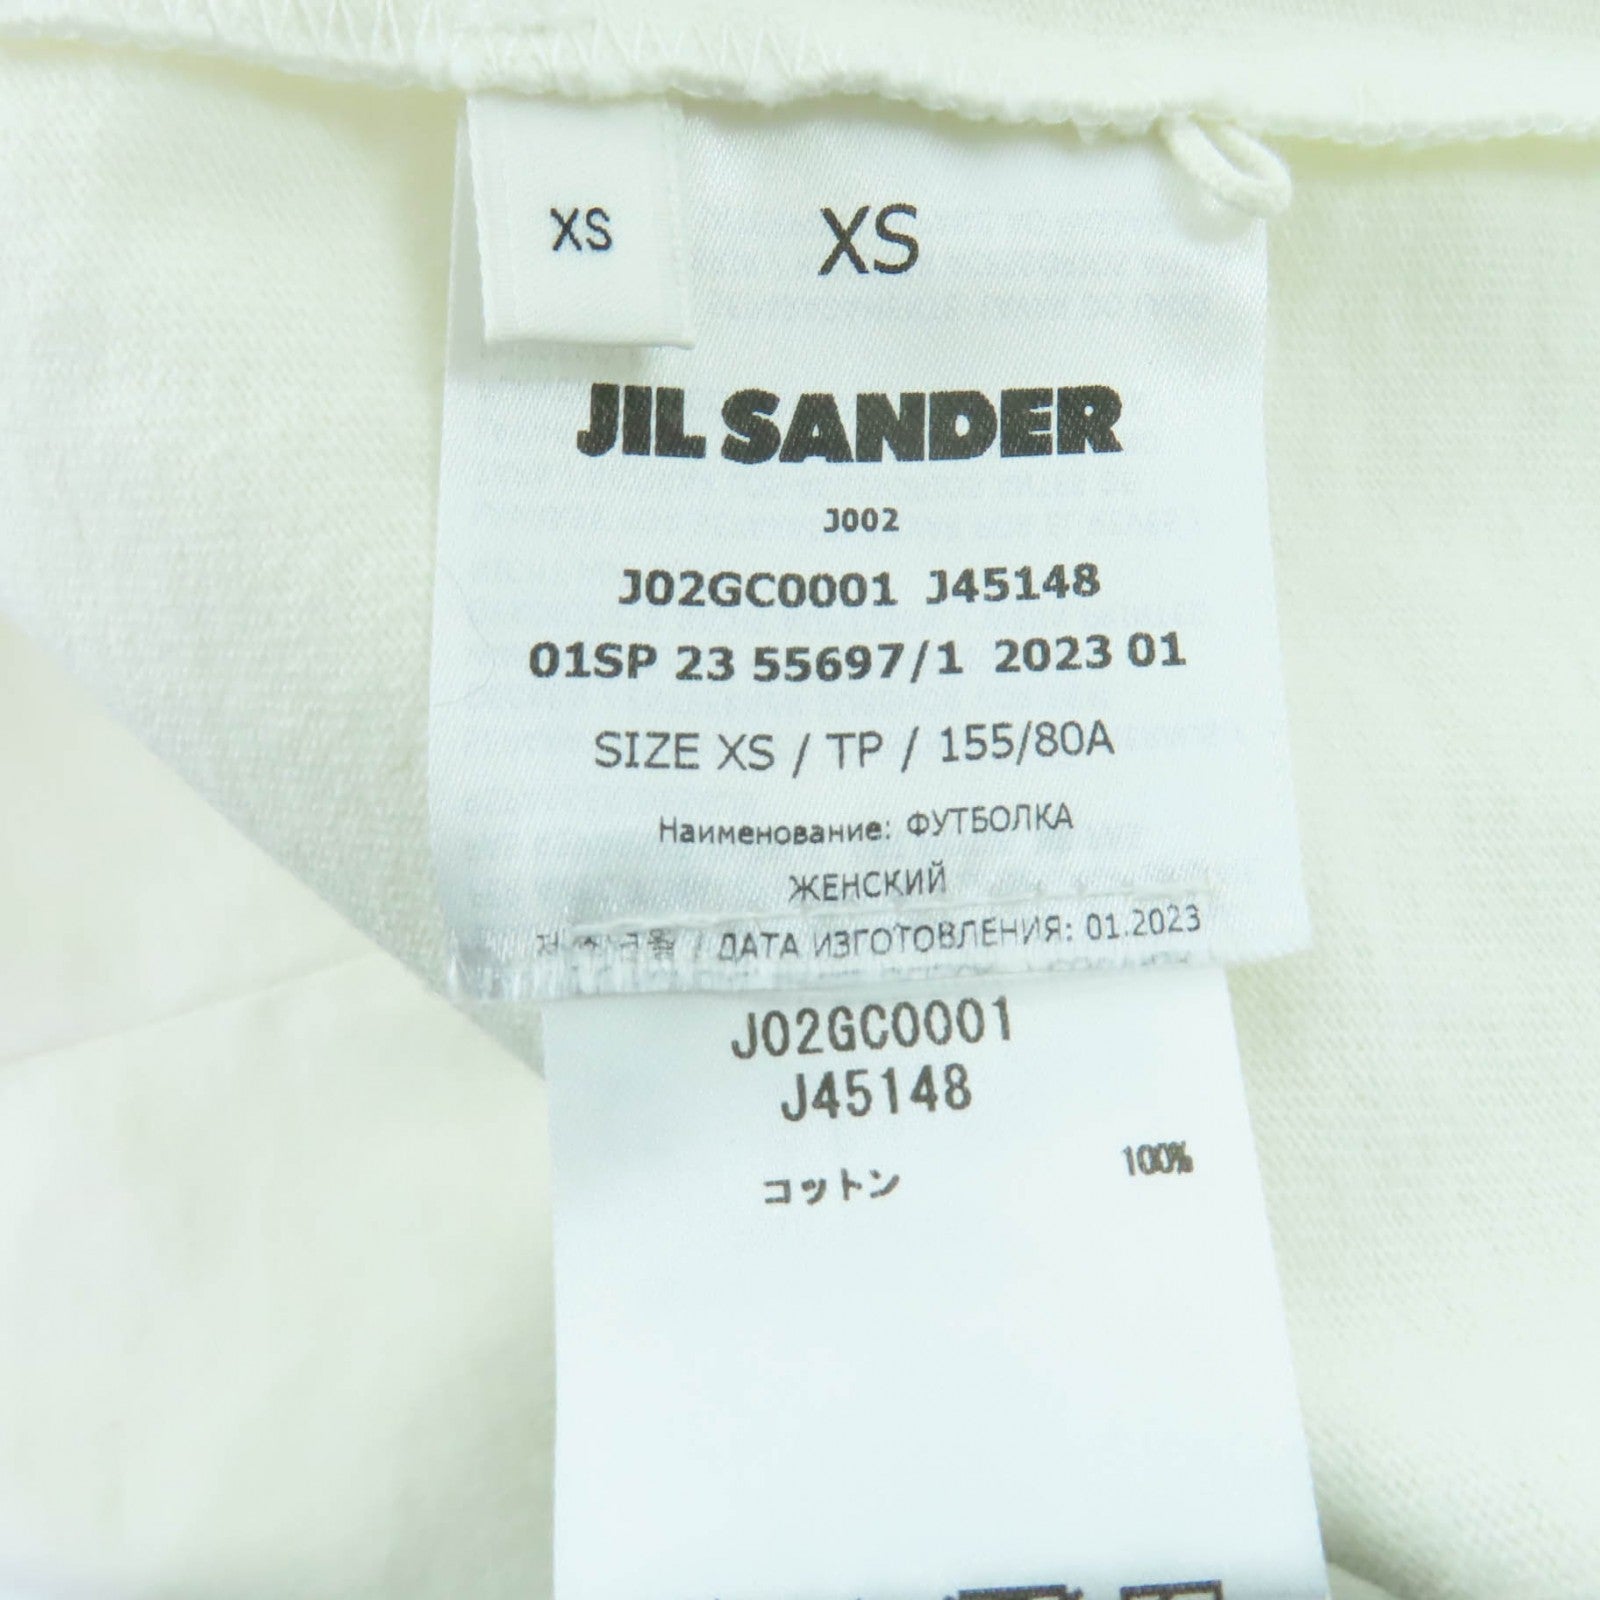 XS
XS
JIL SANDER
J002
J02GC0001 J45148
01SP 23 55697/1 2023 01
SIZE XS / TP / 155/80A
Наименование: ФУТБОЛКА
ЖЕНСКИЙ
/ ДАТА ИЗГОТОВЛЕНИЯ: 01.2023
J02GC0001
J45148
コットン 100%